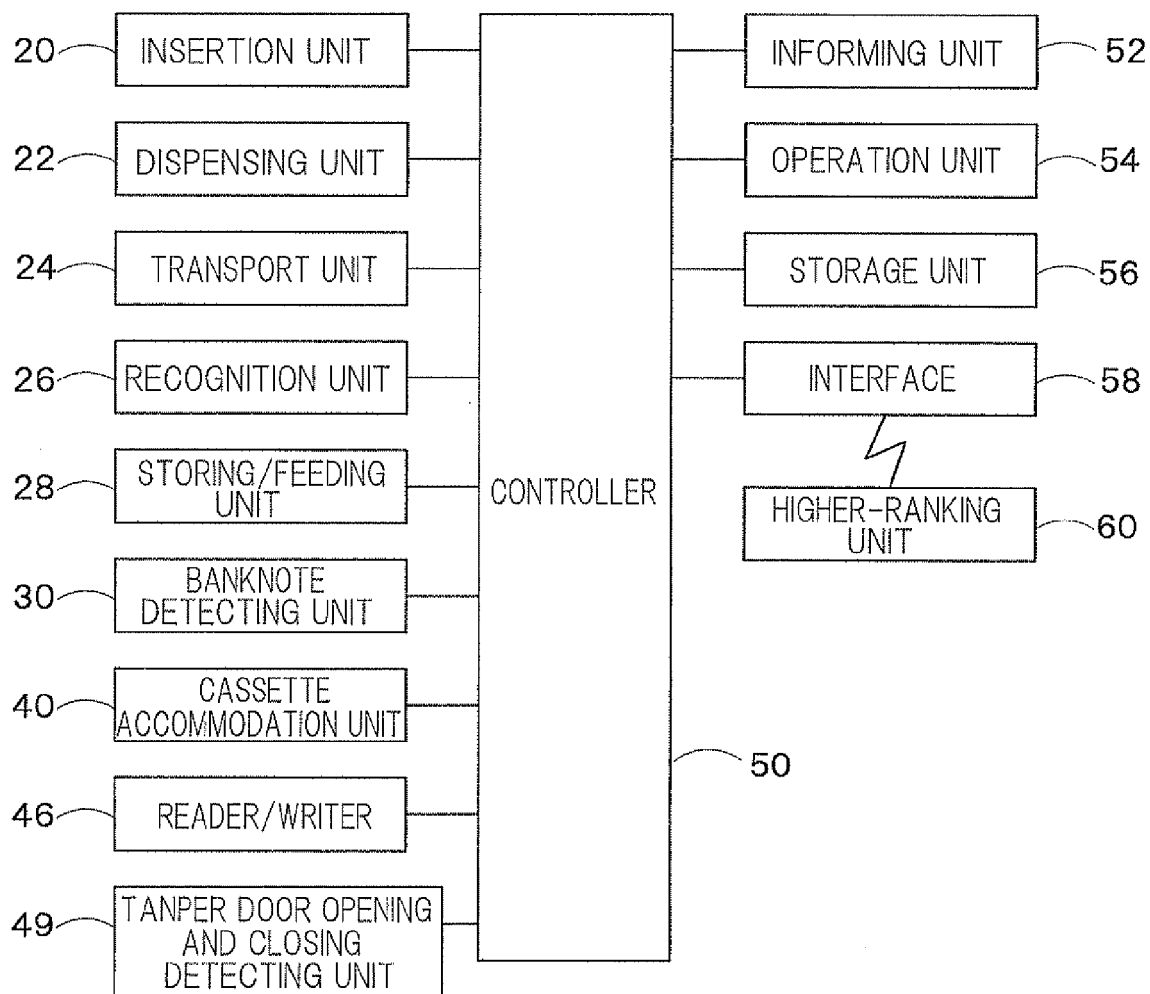 20 INSERTION UNIT
22 DISPENSING UNIT
24 TRANSPORT UNIT
26 RECOGNITION UNIT
28 STORING/FEEDING
UNIT
30 BANKNOTE
DETECTING UNIT
40 CASSETTE
ACCOMMODATION UNIT
46 READER/WRITER
49 TANPER DOOR OPENING
AND CLOSING
DETECTING UNIT
CONTROLLER
50
INFORMING UNIT 52
OPERATION UNIT 54
STORAGE UNIT 56
INTERFACE 58
HIGHER-RANKING
UNIT 60